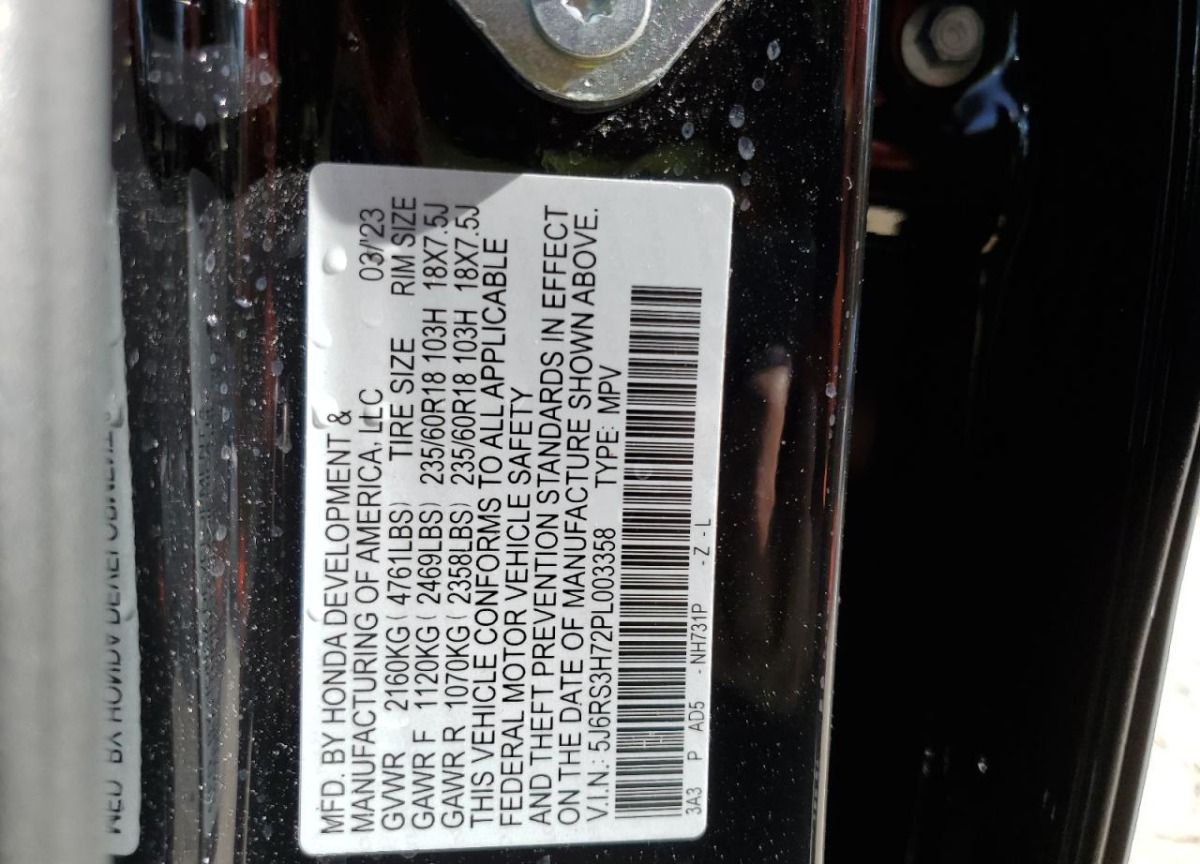 MFD. BY HONDA DEVELOPMENT &
MANUFACTURING OF AMERICA, LLC 03/'23
GVWR 2160KG ( 4761LBS) TIRE SIZE RIM SIZE
GAWR F 1120KG ( 2469LBS) 235/60R18 103H 18X7.5J
GAWR R 1070KG ( 2358LBS) 235/60R18 103H 18X7.5J
THIS VEHICLE CONFORMS TO ALL APPLICABLE
FEDERAL MOTOR VEHICLE SAFETY
AND THEFT PREVENTION STANDARDS IN EFFECT
ON THE DATE OF MANUFACTURE SHOWN ABOVE.
V.I.N.: 5J6RS3H72PL003358 TYPE: MPV
3A3 P AD5 -NH731P -Z -L